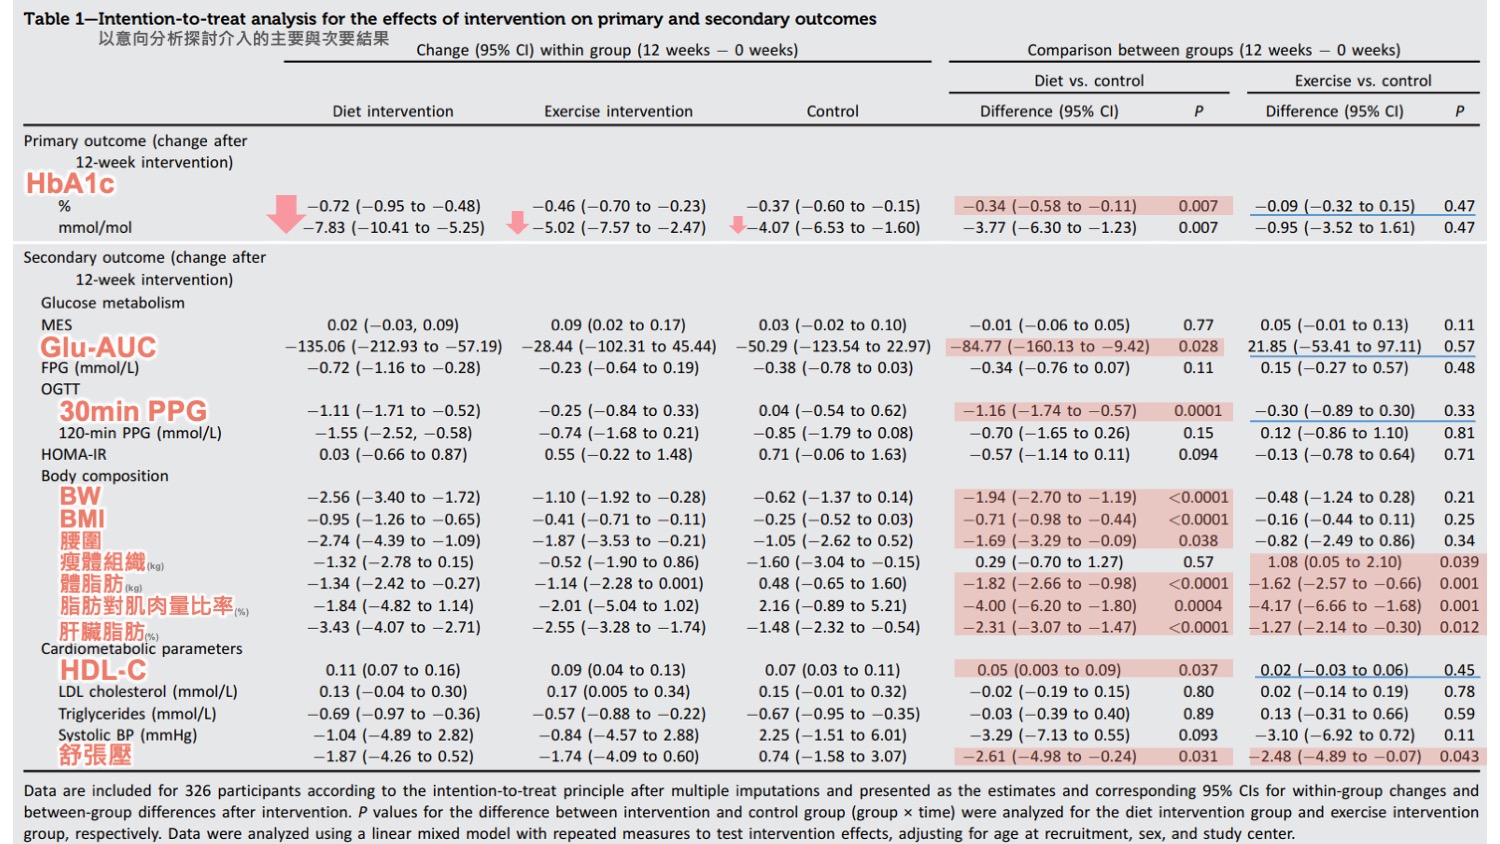 Table 1—Intention-to-treat analysis for the effects of intervention on primary and secondary outcomes
以意向分析探討介入的主要與次要結果
Change (95% CI) within group (12 weeks − 0 weeks) Comparison between groups (12 weeks − 0 weeks)
Diet vs. control Exercise vs. control
Diet intervention Exercise intervention Control Difference (95% CI) P Difference (95% CI) P
Primary outcome (change after
12-week intervention)
HbA1c
% −0.72 (−0.95 to −0.48) −0.46 (−0.70 to −0.23) −0.37 (−0.60 to −0.15) −0.34 (−0.58 to −0.11) 0.007 −0.09 (−0.32 to 0.15) 0.47
mmol/mol −7.83 (−10.41 to −5.25) −5.02 (−7.57 to −2.47) −4.07 (−6.53 to −1.60) −3.77 (−6.30 to −1.23) 0.007 −0.95 (−3.52 to 1.61) 0.47
Secondary outcome (change after
12-week intervention)
Glucose metabolism
MES 0.02 (−0.03, 0.09) 0.09 (0.02 to 0.17) 0.03 (−0.02 to 0.10) −0.01 (−0.06 to 0.05) 0.77 0.05 (−0.01 to 0.13) 0.11
Glu-AUC −135.06 (−212.93 to −57.19) −28.44 (−102.31 to 45.44) −50.29 (−123.54 to 22.97) −84.77 (−160.13 to −9.42) 0.028 21.85 (−53.41 to 97.11) 0.57
FPG (mmol/L) −0.72 (−1.16 to −0.28) −0.23 (−0.64 to 0.19) −0.38 (−0.78 to 0.03) −0.34 (−0.76 to 0.07) 0.11 0.15 (−0.27 to 0.57) 0.48
OGTT
30min PPG −1.11 (−1.71 to −0.52) −0.25 (−0.84 to 0.33) 0.04 (−0.54 to 0.62) −1.16 (−1.74 to −0.57) 0.0001 −0.30 (−0.89 to 0.30) 0.33
120-min PPG (mmol/L) −1.55 (−2.52, −0.58) −0.74 (−1.68 to 0.21) −0.85 (−1.79 to 0.08) −0.70 (−1.65 to 0.26) 0.15 0.12 (−0.86 to 1.10) 0.81
HOMA-IR 0.03 (−0.66 to 0.87) 0.55 (−0.22 to 1.48) 0.71 (−0.06 to 1.63) −0.57 (−1.14 to 0.11) 0.094 −0.13 (−0.78 to 0.64) 0.71
Body composition
BW −2.56 (−3.40 to −1.72) −1.10 (−1.92 to −0.28) −0.62 (−1.37 to 0.14) −1.94 (−2.70 to −1.19) <0.0001 −0.48 (−1.24 to 0.28) 0.21
BMI −0.95 (−1.26 to −0.65) −0.41 (−0.71 to −0.11) −0.25 (−0.52 to 0.03) −0.71 (−0.98 to −0.44) <0.0001 −0.16 (−0.44 to 0.11) 0.25
腰圍 −2.74 (−4.39 to −1.09) −1.87 (−3.53 to −0.21) −1.05 (−2.62 to 0.52) −1.69 (−3.29 to −0.09) 0.038 −0.82 (−2.49 to 0.86) 0.34
瘦體組織(kg) −1.32 (−2.78 to 0.15) −0.52 (−1.90 to 0.86) −1.60 (−3.04 to −0.15) 0.29 (−0.70 to 1.27) 0.57 1.08 (0.05 to 2.10) 0.039
體脂肪(kg) −1.34 (−2.42 to −0.27) −1.14 (−2.28 to 0.001) 0.48 (−0.65 to 1.60) −1.82 (−2.66 to −0.98) <0.0001 −1.62 (−2.57 to −0.66) 0.001
脂肪對肌肉量比率(%) −1.84 (−4.82 to 1.14) −2.01 (−5.04 to 1.02) 2.16 (−0.89 to 5.21) −4.00 (−6.20 to −1.80) 0.0004 −4.17 (−6.66 to −1.68) 0.001
肝臟脂肪(%) −3.43 (−4.07 to −2.71) −2.55 (−3.28 to −1.74) −1.48 (−2.32 to −0.54) −2.31 (−3.07 to −1.47) <0.0001 −1.27 (−2.14 to −0.30) 0.012
Cardiometabolic parameters
HDL-C 0.11 (0.07 to 0.16) 0.09 (0.04 to 0.13) 0.07 (0.03 to 0.11) 0.05 (0.003 to 0.09) 0.037 0.02 (−0.03 to 0.06) 0.45
LDL cholesterol (mmol/L) 0.13 (−0.04 to 0.30) 0.17 (0.005 to 0.34) 0.15 (−0.01 to 0.32) −0.02 (−0.19 to 0.15) 0.80 0.02 (−0.14 to 0.19) 0.78
Triglycerides (mmol/L) −0.69 (−0.97 to −0.36) −0.57 (−0.88 to −0.22) −0.67 (−0.95 to −0.35) −0.03 (−0.39 to 0.40) 0.89 0.13 (−0.31 to 0.66) 0.59
Systolic BP (mmHg) −1.04 (−4.89 to 2.82) −0.84 (−4.57 to 2.88) 2.25 (−1.51 to 6.01) −3.29 (−7.13 to 0.55) 0.093 −3.10 (−6.92 to 0.72) 0.11
舒張壓 −1.87 (−4.26 to 0.52) −1.74 (−4.09 to 0.60) 0.74 (−1.58 to 3.07) −2.61 (−4.98 to −0.24) 0.031 −2.48 (−4.89 to −0.07) 0.043
Data are included for 326 participants according to the intention-to-treat principle after multiple imputations and presented as the estimates and corresponding 95% CIs for within-group changes and
between-group differences after intervention. P values for the difference between intervention and control group (group × time) were analyzed for the diet intervention group and exercise intervention
group, respectively. Data were analyzed using a linear mixed model with repeated measures to test intervention effects, adjusting for age at recruitment, sex, and study center.